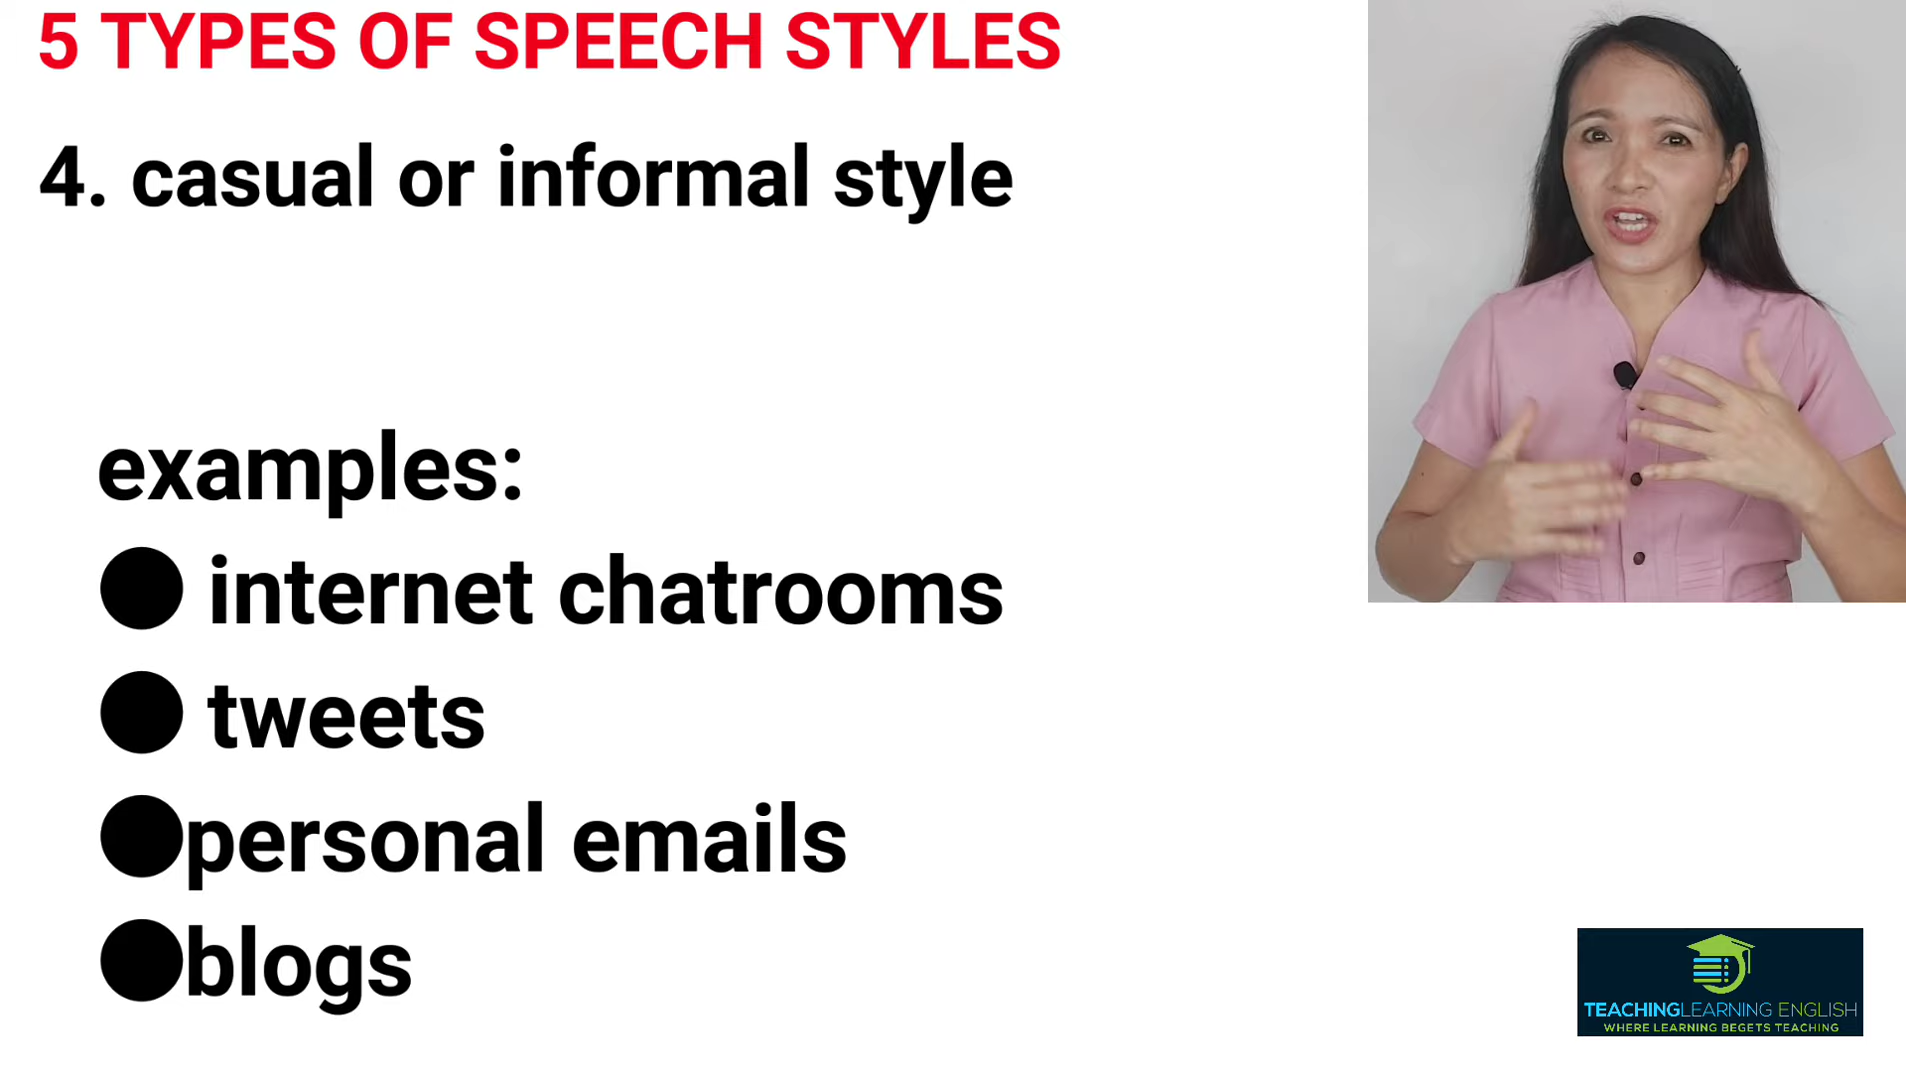 5 TYPES OF SPEECH STYLES
4. casual or informal style
examples:
● internet chatrooms
● tweets
●personal emails
●blogs
TEACHINGLEARNING ENGLISH
WHERE LEARNING BEGETS TEACHING